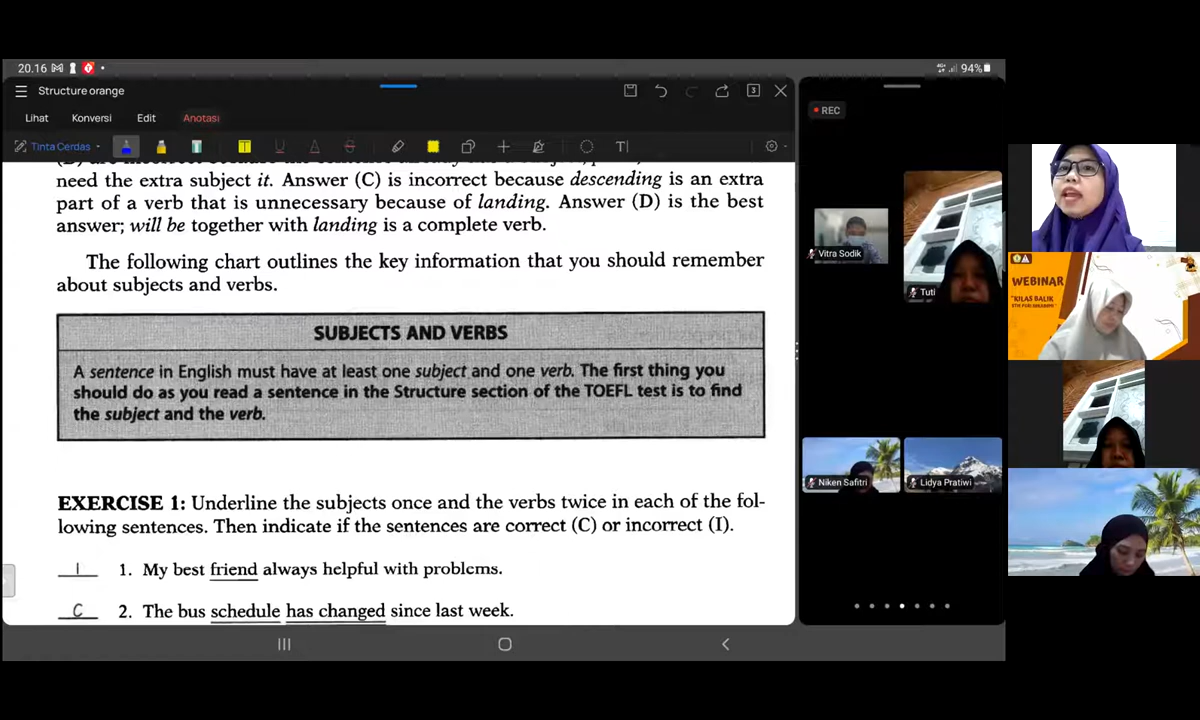 20.16
94%
Structure orange
3
Lihat Konversi Edit Anotasi
Tinta Cerdas
need the extra subject it. Answer (C) is incorrect because descending is an extra
part of a verb that is unnecessary because of landing. Answer (D) is the best
answer; will be together with landing is a complete verb.
The following chart outlines the key information that you should remember
about subjects and verbs.
SUBJECTS AND VERBS
A sentence in English must have at least one subject and one verb. The first thing you
should do as you read a sentence in the Structure section of the TOEFL test is to find
the subject and the verb.
EXERCISE 1: Underline the subjects once and the verbs twice in each of the fol-
lowing sentences. Then indicate if the sentences are correct (C) or incorrect (I).
I 1. My best friend always helpful with problems.
C 2. The bus schedule has changed since last week.
REC
Vitra Sodik
Tuti
Niken Safitri
Lidya Pratiwi
WEBINAR
"KILAS BALIK